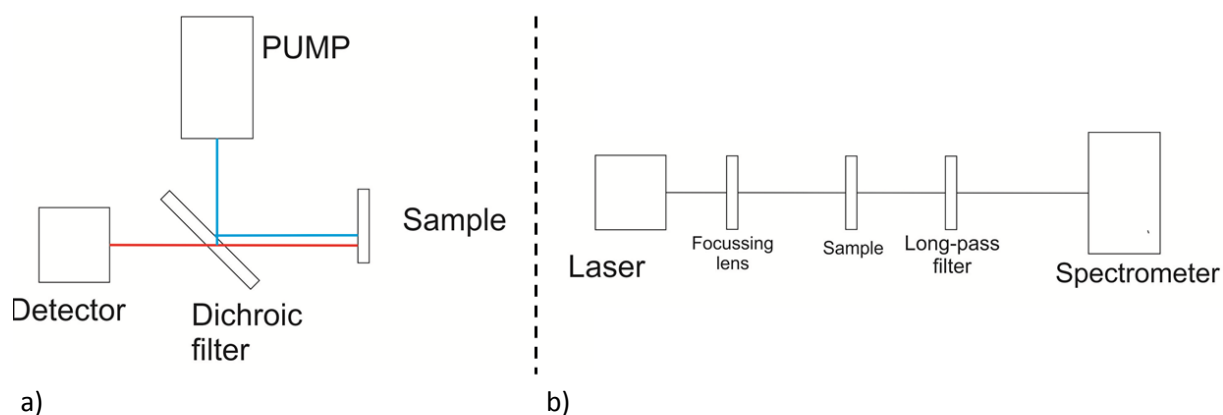 PUMP
Sample
Detector
Dichroic
filter
a)
Laser
Focussing
lens
Sample
Long-pass
filter
Spectrometer
b)